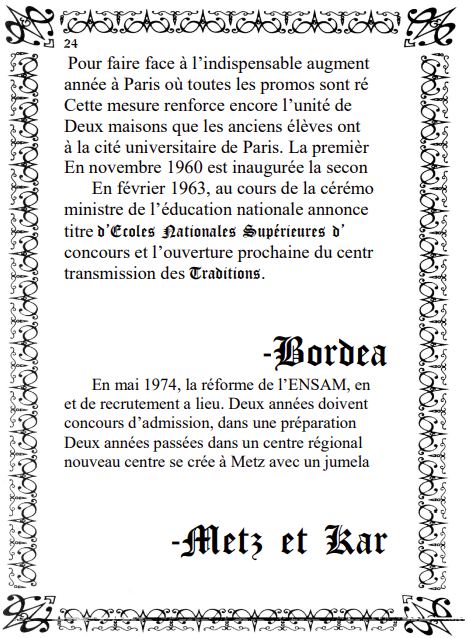 24
Pour faire face à l’indispensable augment
année à Paris où toutes les promos sont ré
Cette mesure renforce encore l’unité de
Deux maisons que les anciens élèves ont
à la cité universitaire de Paris. La premièr
En novembre 1960 est inaugurée la secon
En février 1963, au cours de la cérémo
ministre de l’éducation nationale annonce
titre d’Ecoles Nationales Supérieures d’
concours et l’ouverture prochaine du centr
transmission des Traditions.
-Bordea
En mai 1974, la réforme de l’ENSAM, en
et de recrutement a lieu. Deux années doivent
concours d’admission, dans une préparation
Deux années passées dans un centre régional
nouveau centre se crée à Metz avec un jumela
-Metz et Kar